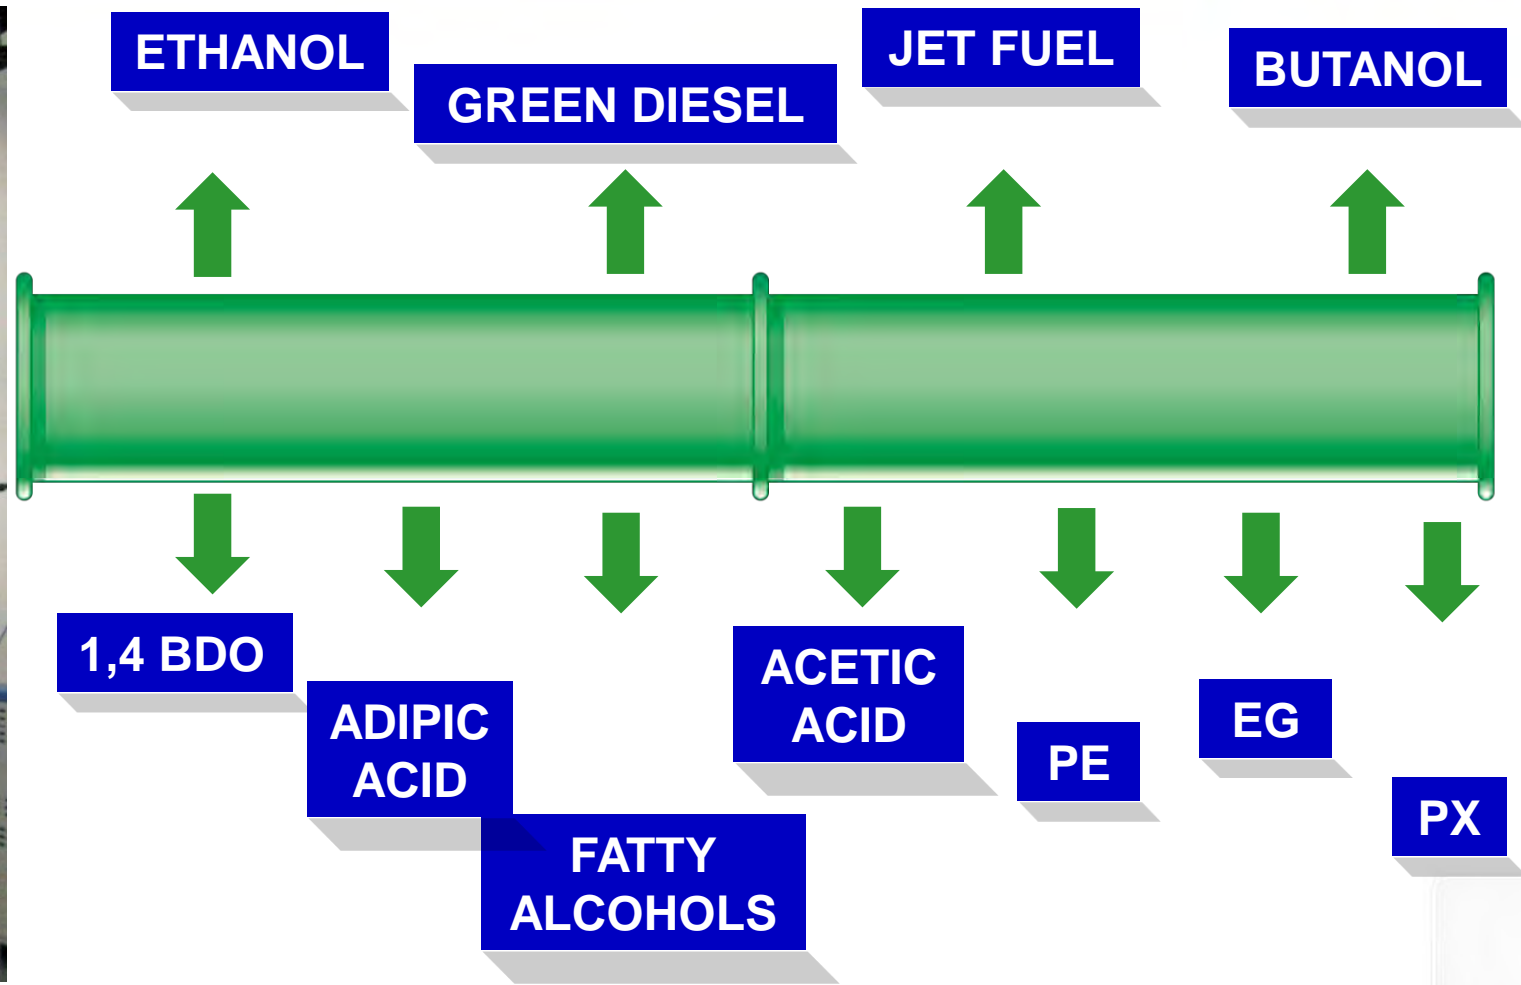 ETHANOL
GREEN DIESEL
JET FUEL
BUTANOL
1,4 BDO
ADIPIC
ACID
FATTY
ALCOHOLS
ACETIC
ACID
PE
EG
PX